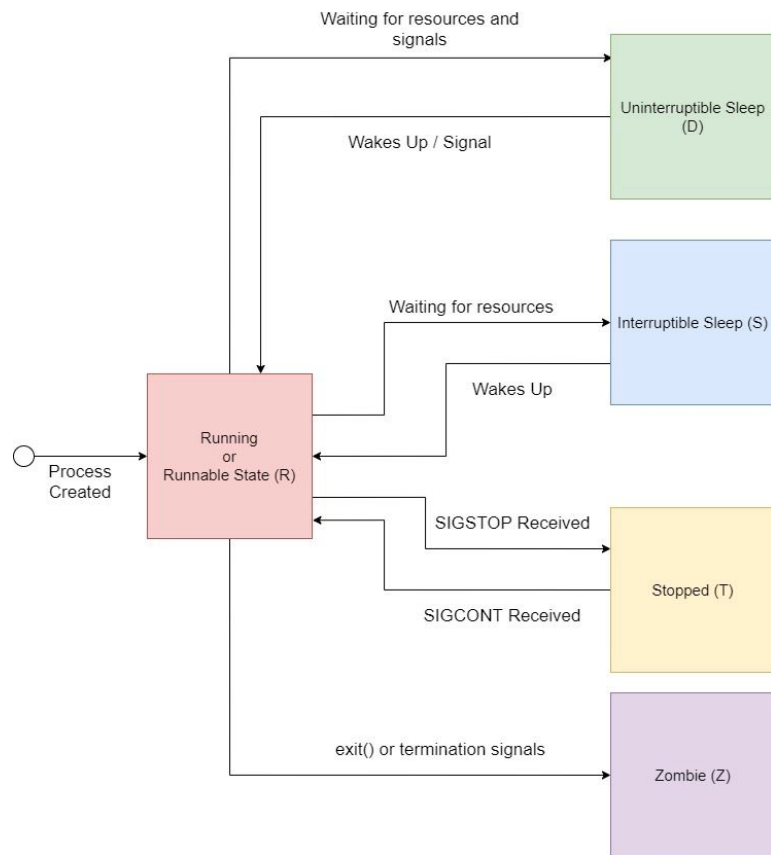 Waiting for resources and
signals
Uninterruptible Sleep
(D)
Wakes Up / Signal
Waiting for resources
Interruptible Sleep (S)
Wakes Up
Running
or
Runnable State (R)
Process
Created
SIGSTOP Received
Stopped (T)
SIGCONT Received
exit() or termination signals
Zombie (Z)